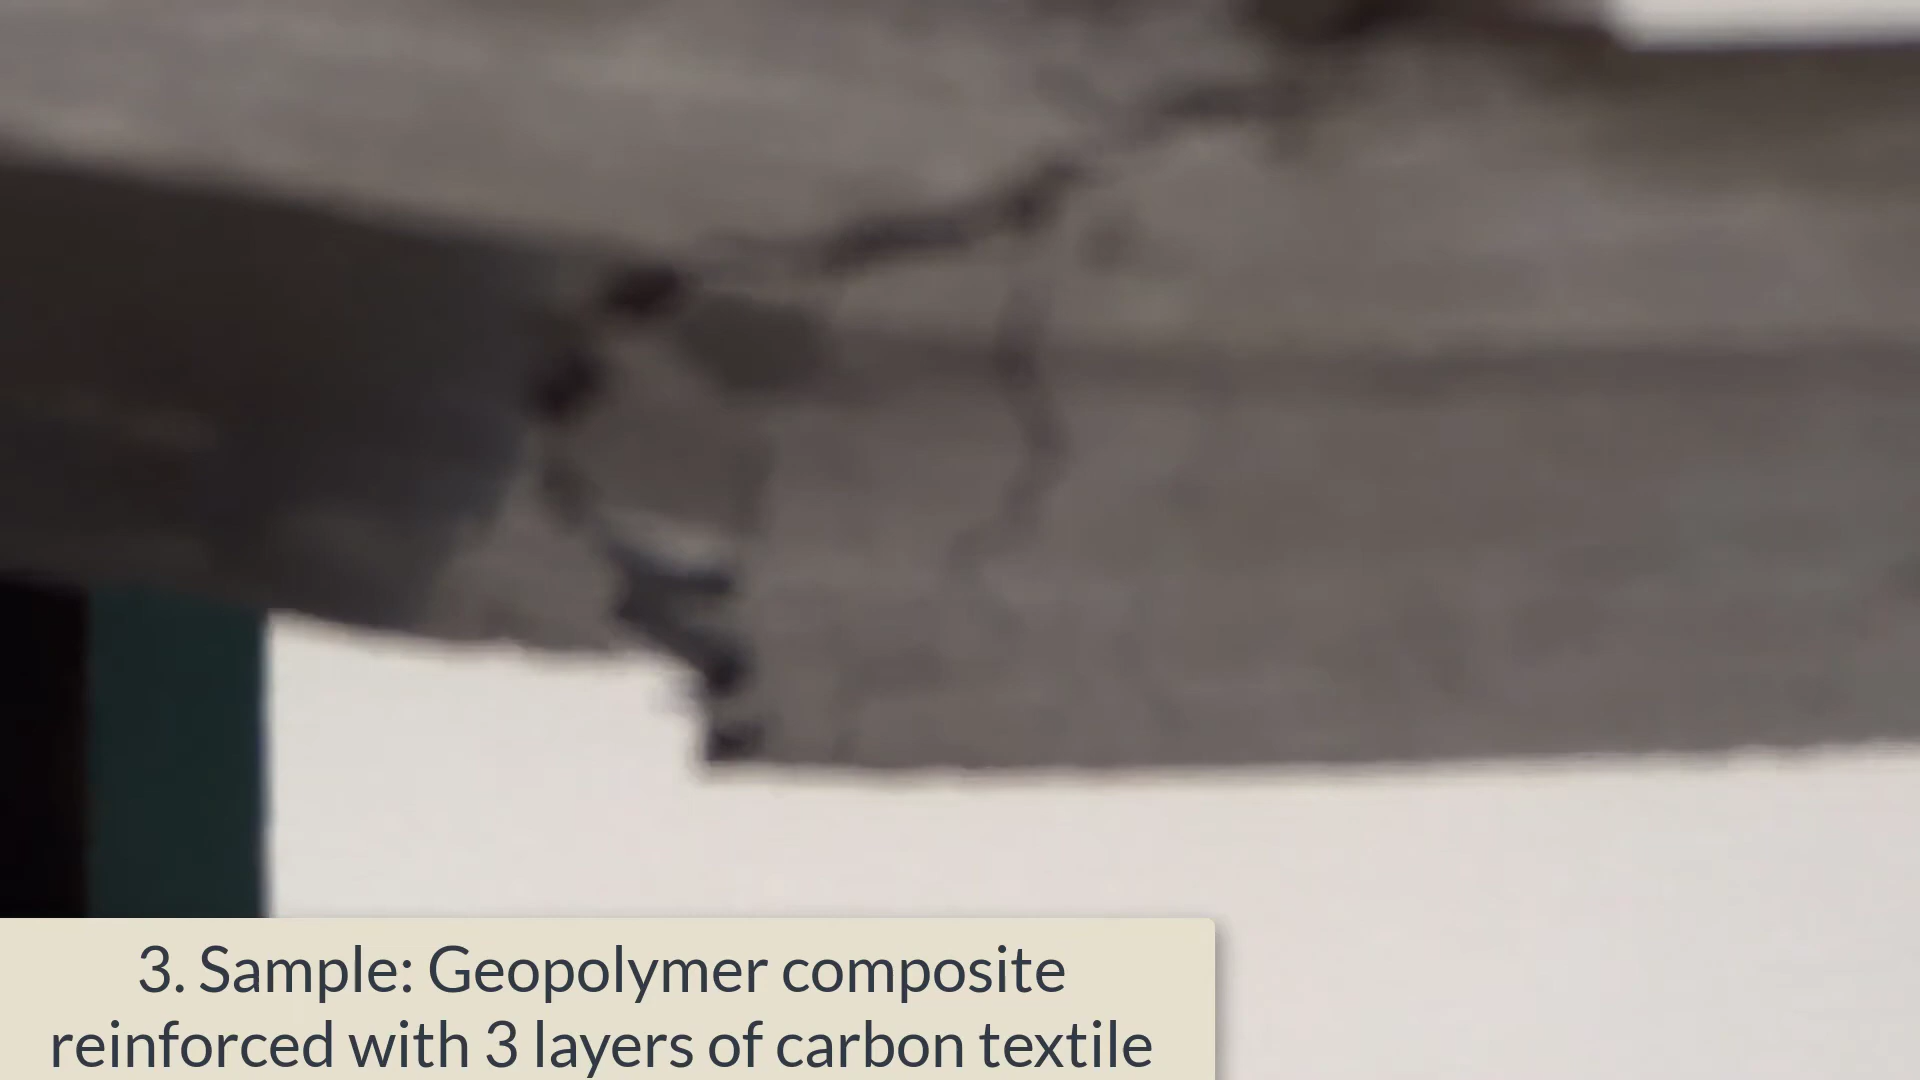 3. Sample: Geopolymer composite
reinforced with 3 layers of carbon textile